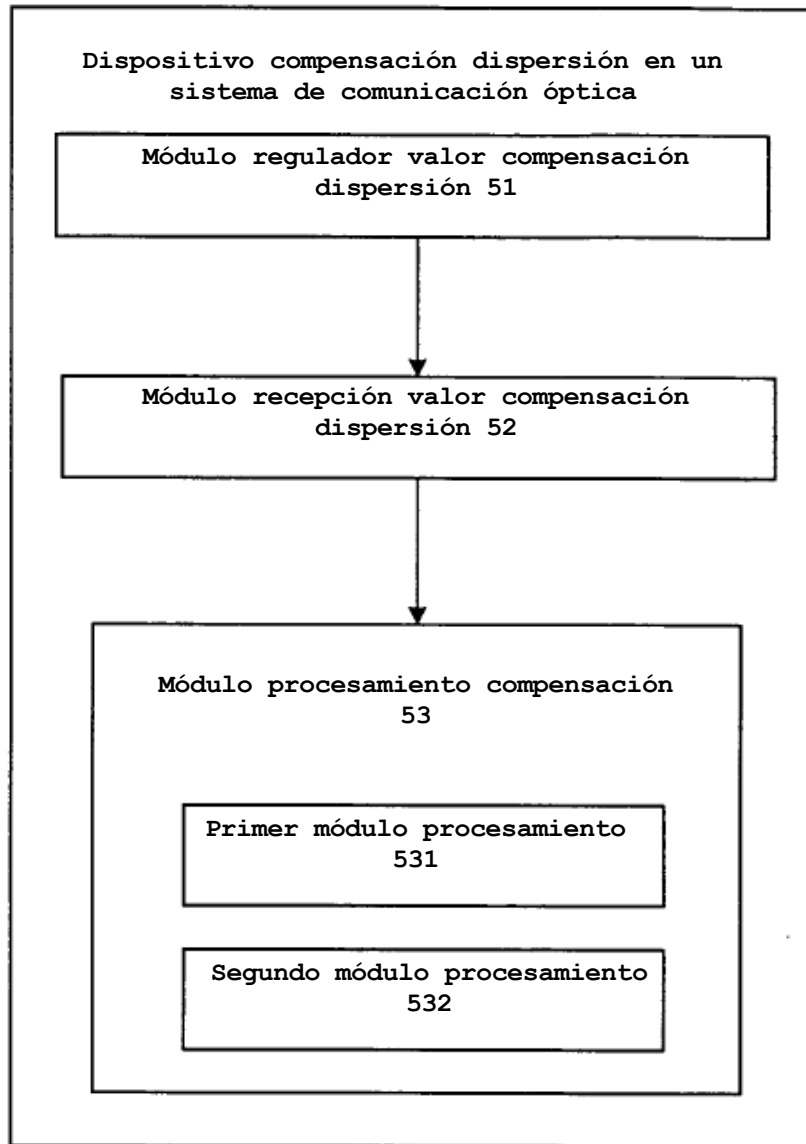 Dispositivo compensación dispersión en un
sistema de comunicación óptica
Módulo regulador valor compensación
dispersión 51
Módulo recepción valor compensación
dispersión 52
Módulo procesamiento compensación
53
Primer módulo procesamiento
531
Segundo módulo procesamiento
532